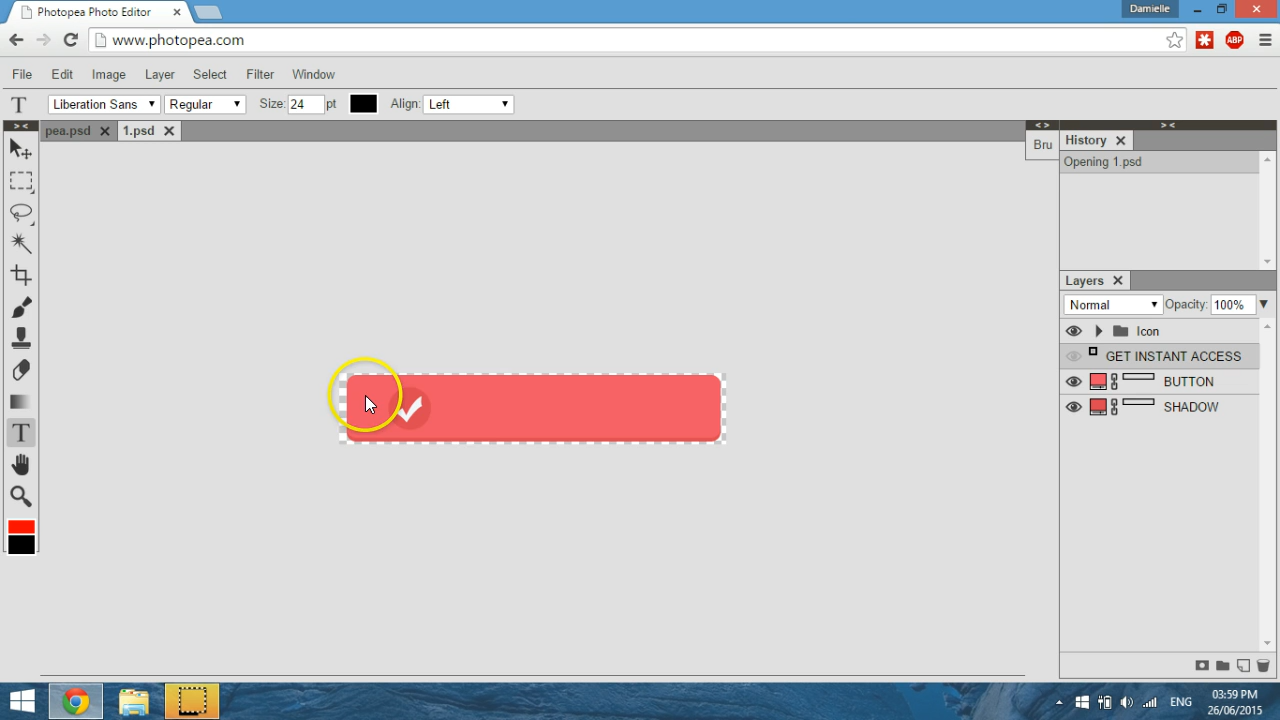 Photopea Photo Editor
Damielle
www.photopea.com
ABP
File Edit Image Layer Select Filter Window
T Liberation Sans Regular Size: 24 pt Align: Left
> <
pea.psd 1.psd
< >
Bru
> <
History
Opening 1.psd
Layers
Normal Opacity: 100%
Icon
GET INSTANT ACCESS
BUTTON
SHADOW
T
ENG
03:59 PM
26/06/2015